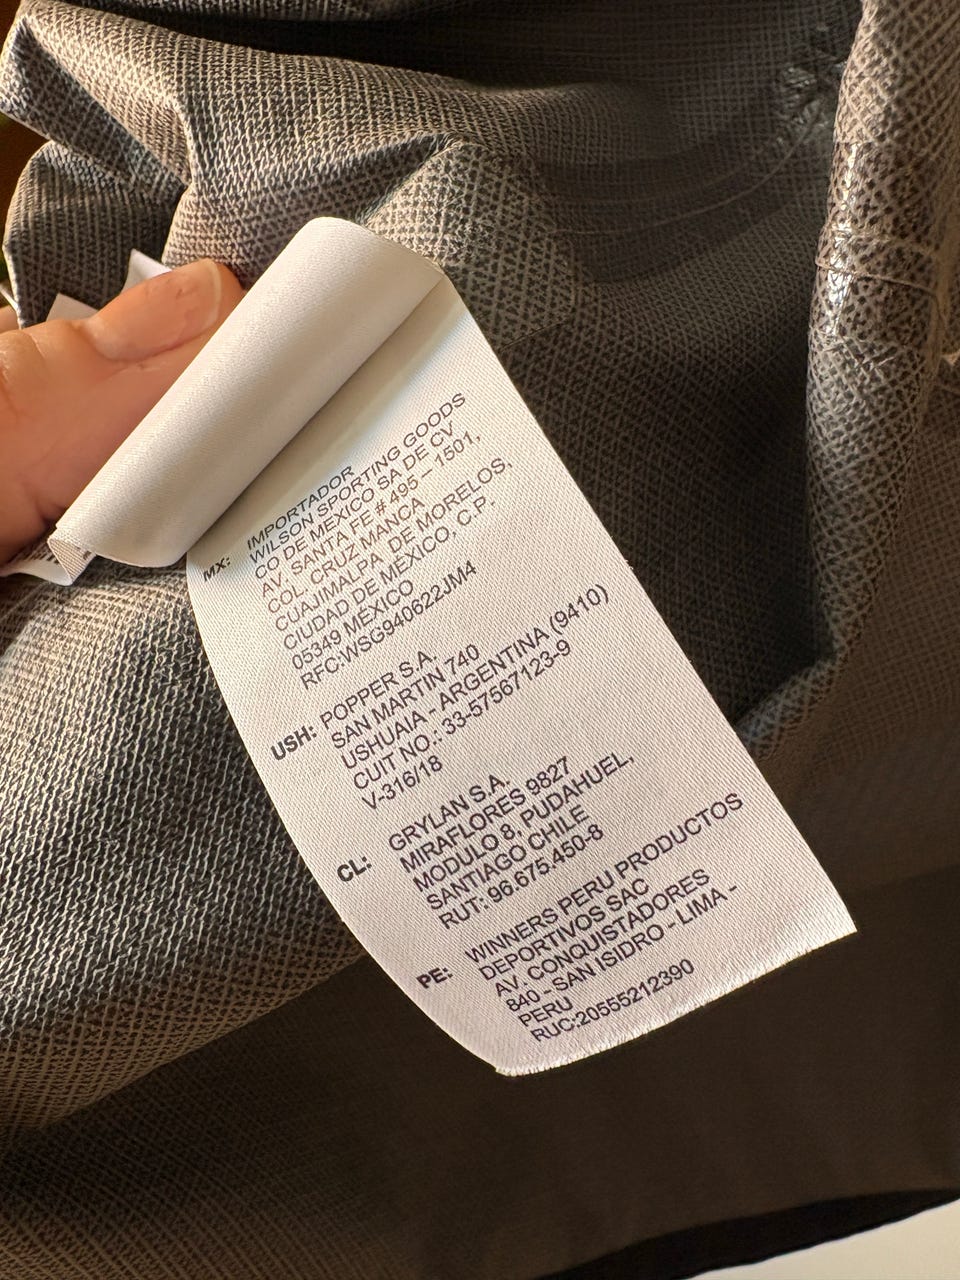 MX: IMPORTADOR
WILSON SPORTING GOODS
CO DE MEXICO SA DE CV
AV. SANTA FE # 495 – 1501,
COL. CRUZ MANCA
CUAJIMALPA DE MORELOS,
CIUDAD DE MÉXICO, C.P.
05349 MÉXICO
RFC:WSG940622JM4
USH: POPPER S.A.
SAN MARTIN 740
USHUAIA - ARGENTINA (9410)
CUIT NO.: 33-57567123-9
V-316/18
CL: GRYLAN S.A.
MIRAFLORES 9827
MODULO 8, PUDAHUEL,
SANTIAGO CHILE
RUT: 96.675.450-8
PE: WINNERS PERU PRODUCTOS
DEPORTIVOS SAC
AV. CONQUISTADORES
840 - SAN ISIDRO - LIMA -
PERU
RUC:20555212390